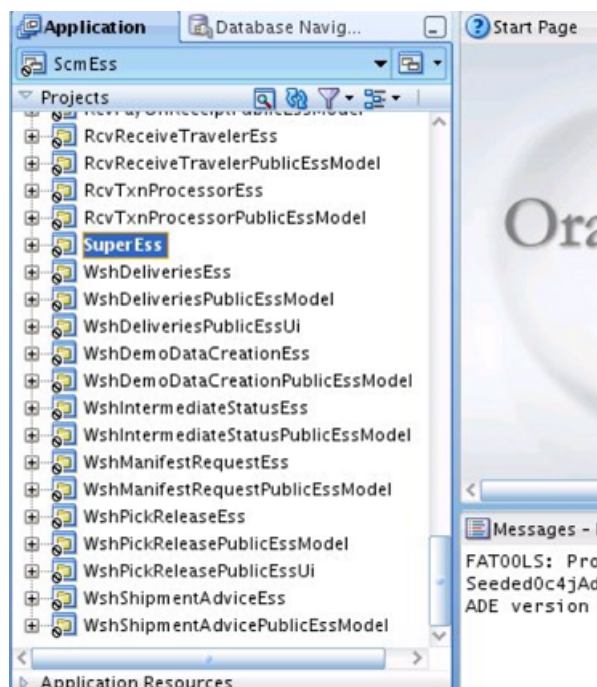 Application
Database Navig...
Start Page
ScmEss
Projects
RcvReceiveTravelerEss
RcvReceiveTravelerPublicEssModel
RcvTxnProcessorEss
RcvTxnProcessorPublicEssModel
SuperEss
WshDeliveriesEss
WshDeliveriesPublicEssModel
WshDeliveriesPublicEssUi
WshDemoDataCreationEss
WshDemoDataCreationPublicEssModel
WshIntermediateStatusEss
WshIntermediateStatusPublicEssModel
WshManifestRequestEss
WshManifestRequestPublicEssModel
WshPickReleaseEss
WshPickReleasePublicEssModel
WshPickReleasePublicEssUi
WshShipmentAdviceEss
WshShipmentAdvicePublicEssModel
Application Resources
Ora
Messages -
FATOOLS: Pro
SeededOc4jAd
ADE version